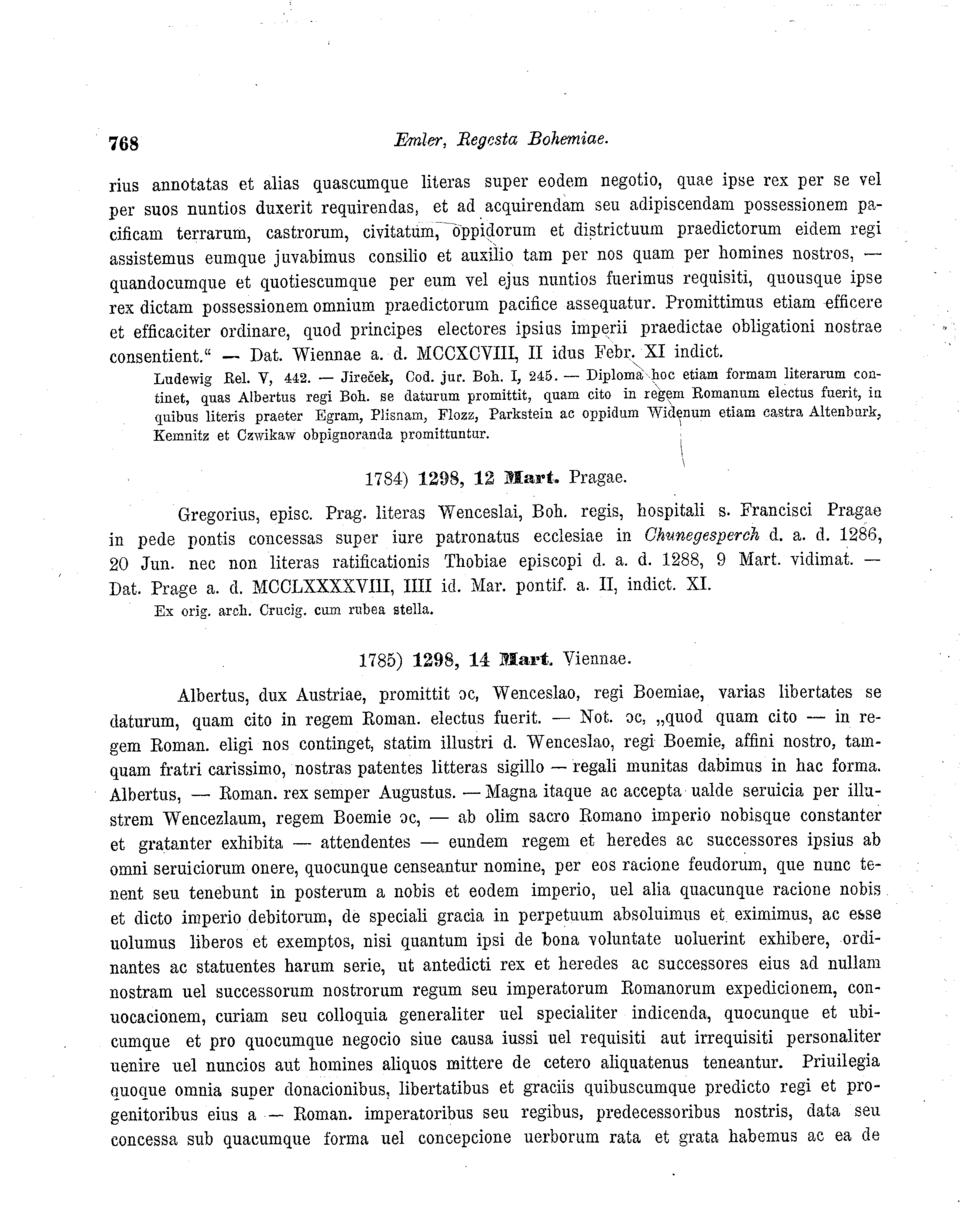 768
Emler, Regesta Bohemiae.
rius annotatas et alias quascumque literas super eodem negotio, quae ipse rex per se vel
per suos nuntios duxerit requirendas, et ad acquirendam seu adipiscendam possessionem pa-
cificam terrarum, castrorum, civitatum, oppidorum et districtuum praedictorum eidem regi
assistemus eumque juvabimus consilio et auxilio tam per nos quam per homines nostros, —
quandocumque et quotiescumque per eum vel ejus nuntios fuerimus requisiti, quousque ipse
rex dictam possessionem omnium praedictorum pacifice assequatur. Promittimus etiam efficere
et efficaciter ordinare, quod principes electores ipsius imperii praedictae obligationi nostrae
consentient.“ — Dat. Wiennae a. d. MCCXCVIII, II idus Febr. XI indict.
Ludewig Rel. V, 442. — Jireček, Cod. jur. Boh. I, 245. — Diploma hoc etiam formam literarum con-
tinet, quas Albertus regi Boh. se daturum promittit, quam cito in regem Romanum electus fuerit, in
quibus literis praeter Egram, Plisnam, Flozz, Parkstein ac oppidum Widenum etiam castra Altenburk,
Kemnitz et Czwikaw obpignoranda promittuntur.
1784) 1298, 12 Mart. Pragae.
Gregorius, episc. Prag. literas Wenceslai, Boh. regis, hospitali s. Francisci Pragae
in pede pontis concessas super iure patronatus ecclesiae in Chunegesperch d. a. d. 1286,
20 Jun. nec non literas ratificationis Thobiae episcopi d. a. d. 1288, 9 Mart. vidimat. —
Dat. Prage a. d. MCCLXXXXVIII, IIII id. Mar. pontif. a. II, indict. XI.
Ex orig. arch. Crucig. cum rubea stella.
1785) 1298, 14 Mart. Viennae.
Albertus, dux Austriae, promittit ɔc, Wenceslao, regi Boemiae, varias libertates se
daturum, quam cito in regem Roman. electus fuerit. — Not. ɔc, „quod quam cito — in re-
gem Roman. eligi nos continget, statim illustri d. Wenceslao, regi Boemie, affini nostro, tam-
quam fratri carissimo, nostras patentes litteras sigillo — regali munitas dabimus in hac forma.
Albertus, — Roman. rex semper Augustus. — Magna itaque ac accepta ualde seruicia per illu-
strem Wencezlaum, regem Boemie ɔc, — ab olim sacro Romano imperio nobisque constanter
et gratanter exhibita — attendentes — eundem regem et heredes ac successores ipsius ab
omni seruiciorum onere, quocunque censeantur nomine, per eos racione feudorum, que nunc te-
nent seu tenebunt in posterum a nobis et eodem imperio, uel alia quacunque racione nobis
et dicto imperio debitorum, de speciali gracia in perpetuum absoluimus et eximimus, ac esse
uolumus liberos et exemptos, nisi quantum ipsi de bona voluntate uoluerint exhibere, ordi-
nantes ac statuentes harum serie, ut antedicti rex et heredes ac successores eius ad nullam
nostram uel successorum nostrorum regum seu imperatorum Romanorum expedicionem, con-
uocacionem, curiam seu colloquia generaliter uel specialiter indicenda, quocunque et ubi-
cumque et pro quocumque negocio siue causa iussi uel requisiti aut irrequisiti personaliter
uenire uel nuncios aut homines aliquos mittere de cetero aliquatenus teneantur. Priuilegia
quoque omnia super donacionibus, libertatibus et graciis quibuscumque predicto regi et pro-
genitoribus eius a — Roman. imperatoribus seu regibus, predecessoribus nostris, data seu
concessa sub quacumque forma uel concepcione uerborum rata et grata habemus ac ea de